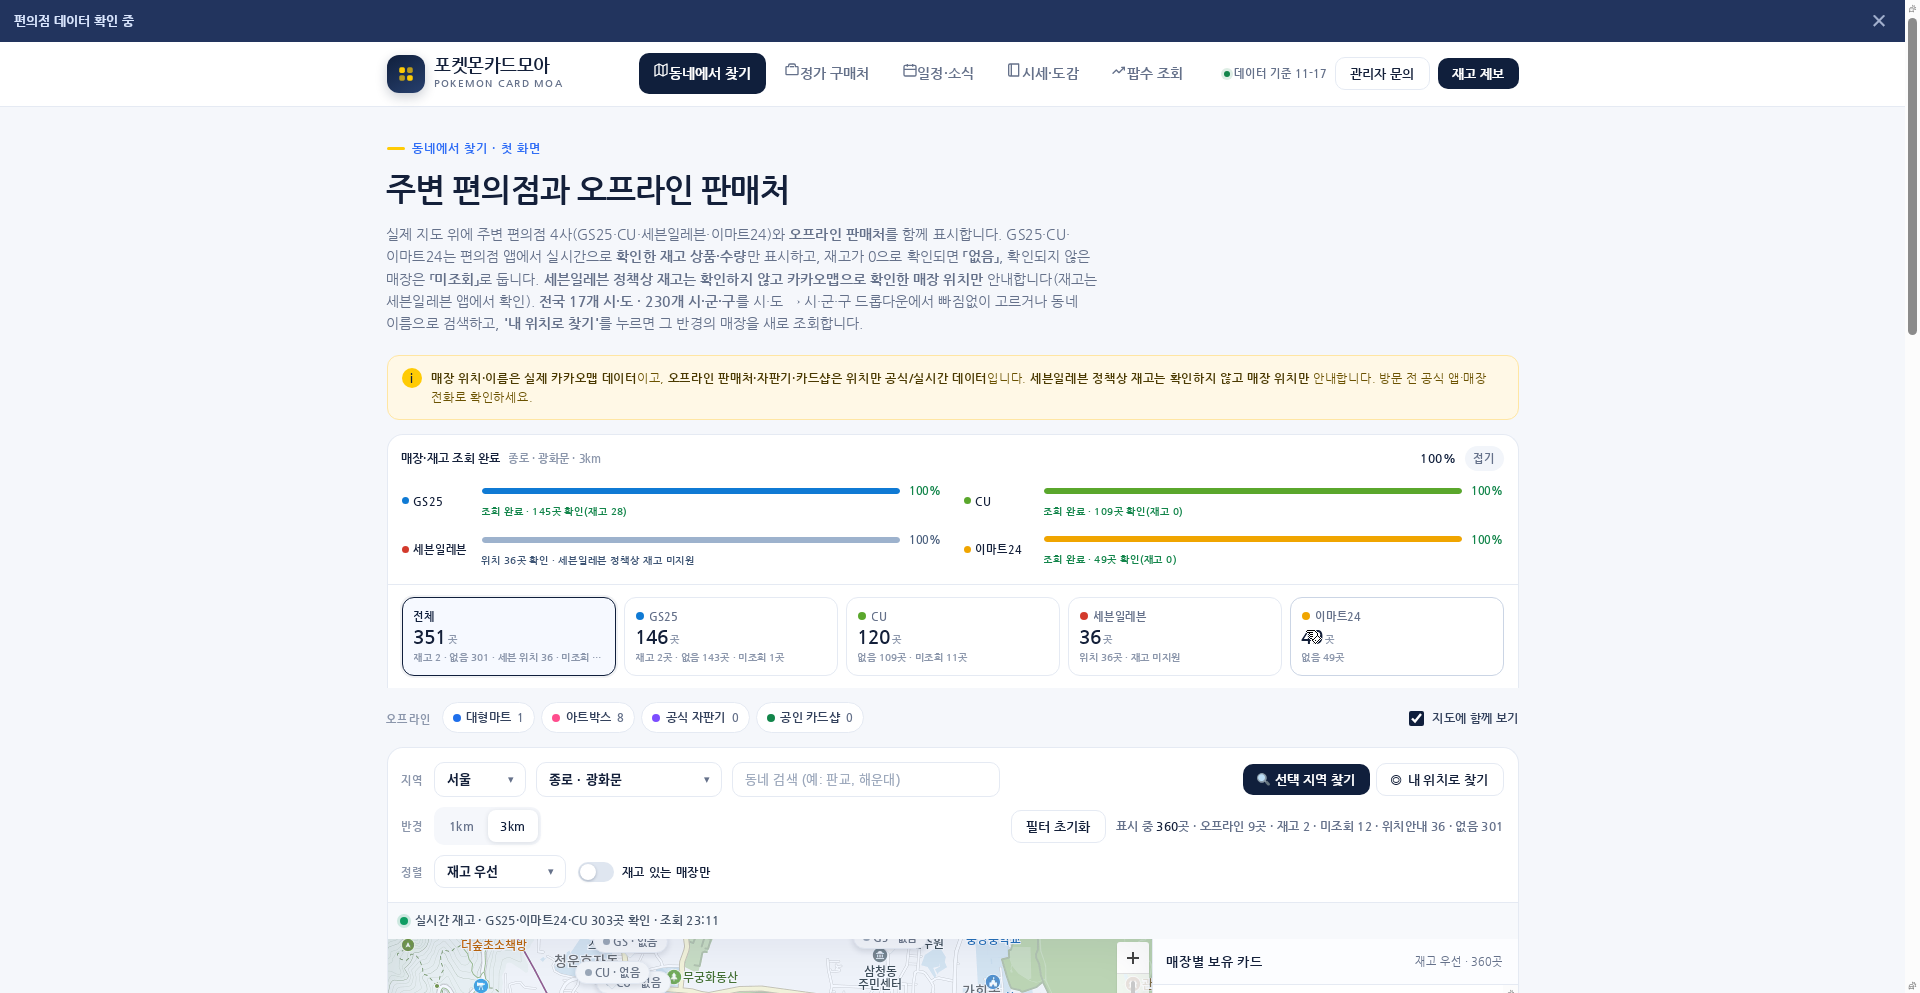 편의점 데이터 확인 중
포켓몬카드모아
POKEMON CARD MOA
동네에서 찾기
정가 구매처
일정·소식
시세·도감
팝수 조회
데이터 기준 11-17
관리자 문의
재고 제보
동네에서 찾기 · 첫 화면
주변 편의점과 오프라인 판매처
실제 지도 위에 주변 편의점 4사(GS25·CU·세븐일레븐·이마트24)와 오프라인 판매처를 함께 표시합니다. GS25·CU·
이마트24는 편의점 앱에서 실시간으로 확인한 재고 상품·수량만 표시하고, 재고가 0으로 확인되면 「없음」, 확인되지 않은
매장은 「미조회」로 둡니다. 세븐일레븐 정책상 재고는 확인하지 않고 카카오맵으로 확인한 매장 위치만 안내합니다(재고는
세븐일레븐 앱에서 확인). 전국 17개 시·도 · 230개 시·군·구를 시·도 → 시·군·구 드롭다운에서 빠짐없이 고르거나 동네
이름으로 검색하고, '내 위치로 찾기'를 누르면 그 반경의 매장을 새로 조회합니다.
매장 위치·이름은 실제 카카오맵 데이터이고, 오프라인 판매처·자판기·카드샵은 위치만 공식/실시간 데이터입니다. 세븐일레븐 정책상 재고는 확인하지 않고 매장 위치만 안내합니다. 방문 전 공식 앱·매장
전화로 확인하세요.
매장·재고 조회 완료 종로 · 광화문 · 3km
100%
접기
GS25
100%
조회 완료 · 145곳 확인(재고 28)
CU
100%
조회 완료 · 109곳 확인(재고 0)
세븐일레븐
100%
위치 36곳 확인 · 세븐일레븐 정책상 재고 미지원
이마트24
100%
조회 완료 · 49곳 확인(재고 0)
전체
351곳
재고 2 · 없음 301 · 세븐 위치 36 · 미조회 …
GS25
146곳
재고 2곳 · 없음 143곳 · 미조회 1곳
CU
120곳
없음 109곳 · 미조회 11곳
세븐일레븐
36곳
위치 36곳 · 재고 미지원
이마트24
곳
없음 49곳
오프라인
대형마트 1
아트박스 8
공식 자판기 0
공인 카드샵 0
지도에 함께 보기
지역
서울
종로 · 광화문
동네 검색 (예: 판교, 해운대)
선택 지역 찾기
내 위치로 찾기
반경
1km
3km
필터 초기화
표시 중 360곳 · 오프라인 9곳 · 재고 2 · 미조회 12 · 위치안내 36 · 없음 301
정렬
재고 우선
재고 있는 매장만
실시간 재고 · GS25·이마트24·CU 303곳 확인 · 조회 23:11
더숲초소책방
GS · 없음
CU · 없음
무궁화동산
삼청동
주민센터
+
매장별 보유 카드
재고 우선 · 360곳